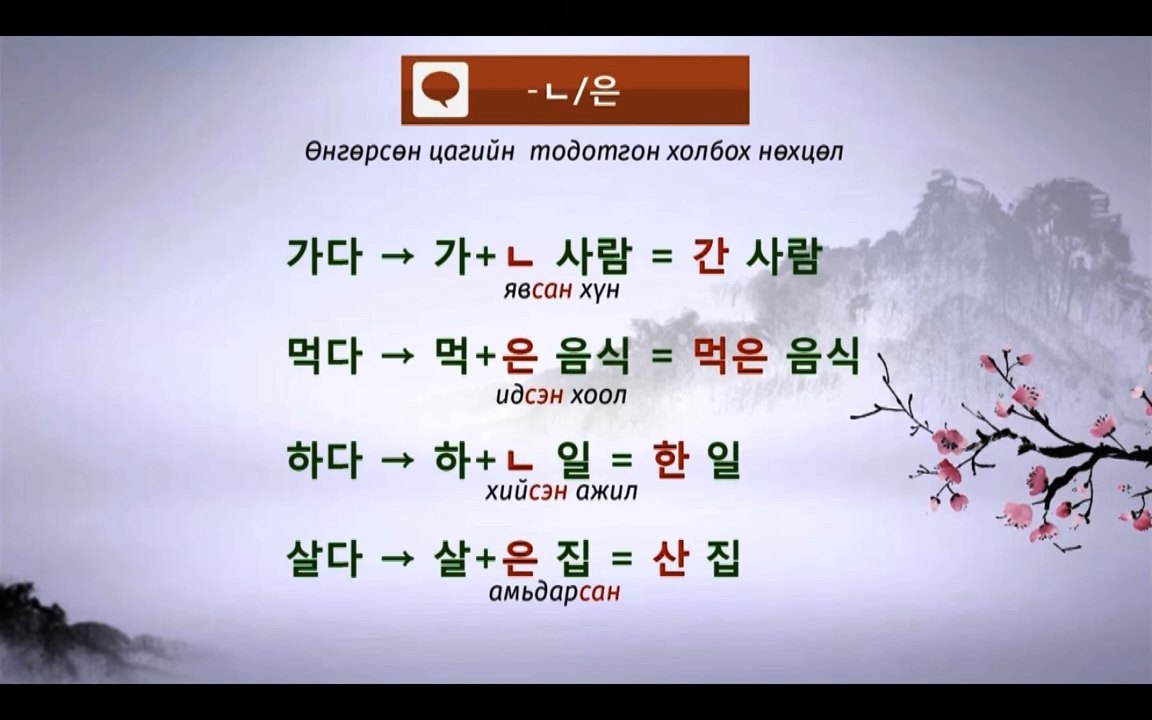 -ㄴ/은
Өнгөрсөн цагийн тодотгон холбох нөхцөл
가다 → 가+ㄴ 사람 = 간 사람
явсан хүн
먹다 → 먹+은 음식 = 먹은 음식
идсэн хоол
하다 → 하+ㄴ 일 = 한 일
хийсэн ажил
살다 → 살+은 집 = 산 집
амьдарсан